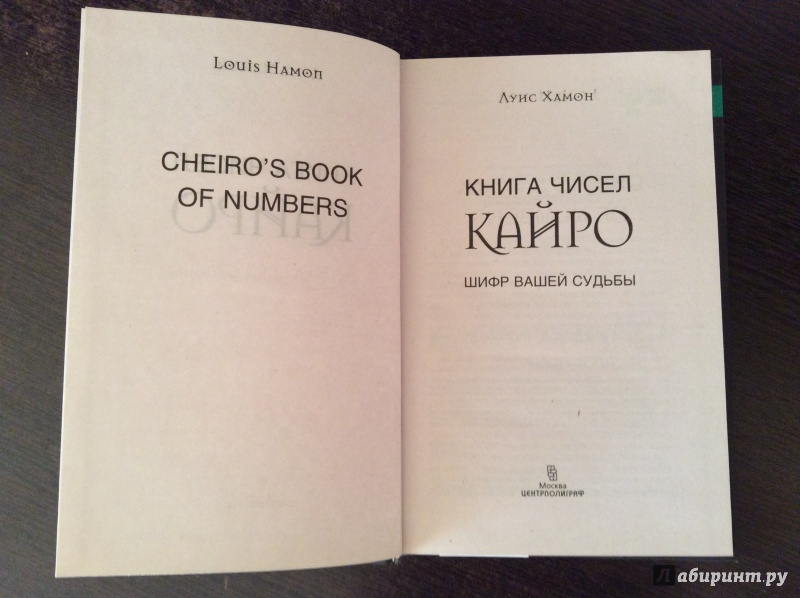 Louis Hamon
CHEIRO'S BOOK
OF NUMBERS
Луис Хамон
КНИГА ЧИСЕЛ
КАЙРО
ШИФР ВАШЕЙ СУДЬБЫ
Москва
ЦЕНТРПОЛИГРАФ
Лабиринт.ру